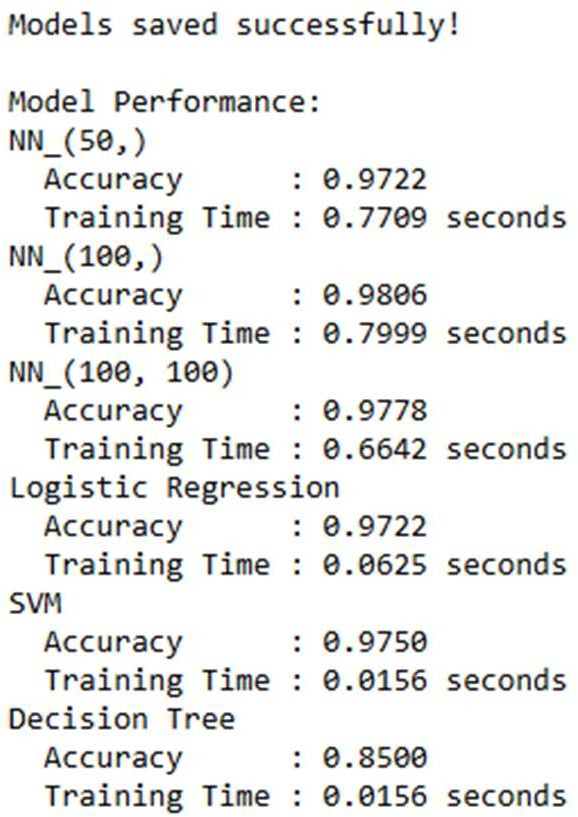 Models saved successfully!
Model Performance:
NN_(50,)
Accuracy : 0.9722
Training Time : 0.7709 seconds
NN_(100,)
Accuracy : 0.9806
Training Time : 0.7999 seconds
NN_(100, 100)
Accuracy : 0.9778
Training Time : 0.6642 seconds
Logistic Regression
Accuracy : 0.9722
Training Time : 0.0625 seconds
SVM
Accuracy : 0.9750
Training Time : 0.0156 seconds
Decision Tree
Accuracy : 0.8500
Training Time : 0.0156 seconds